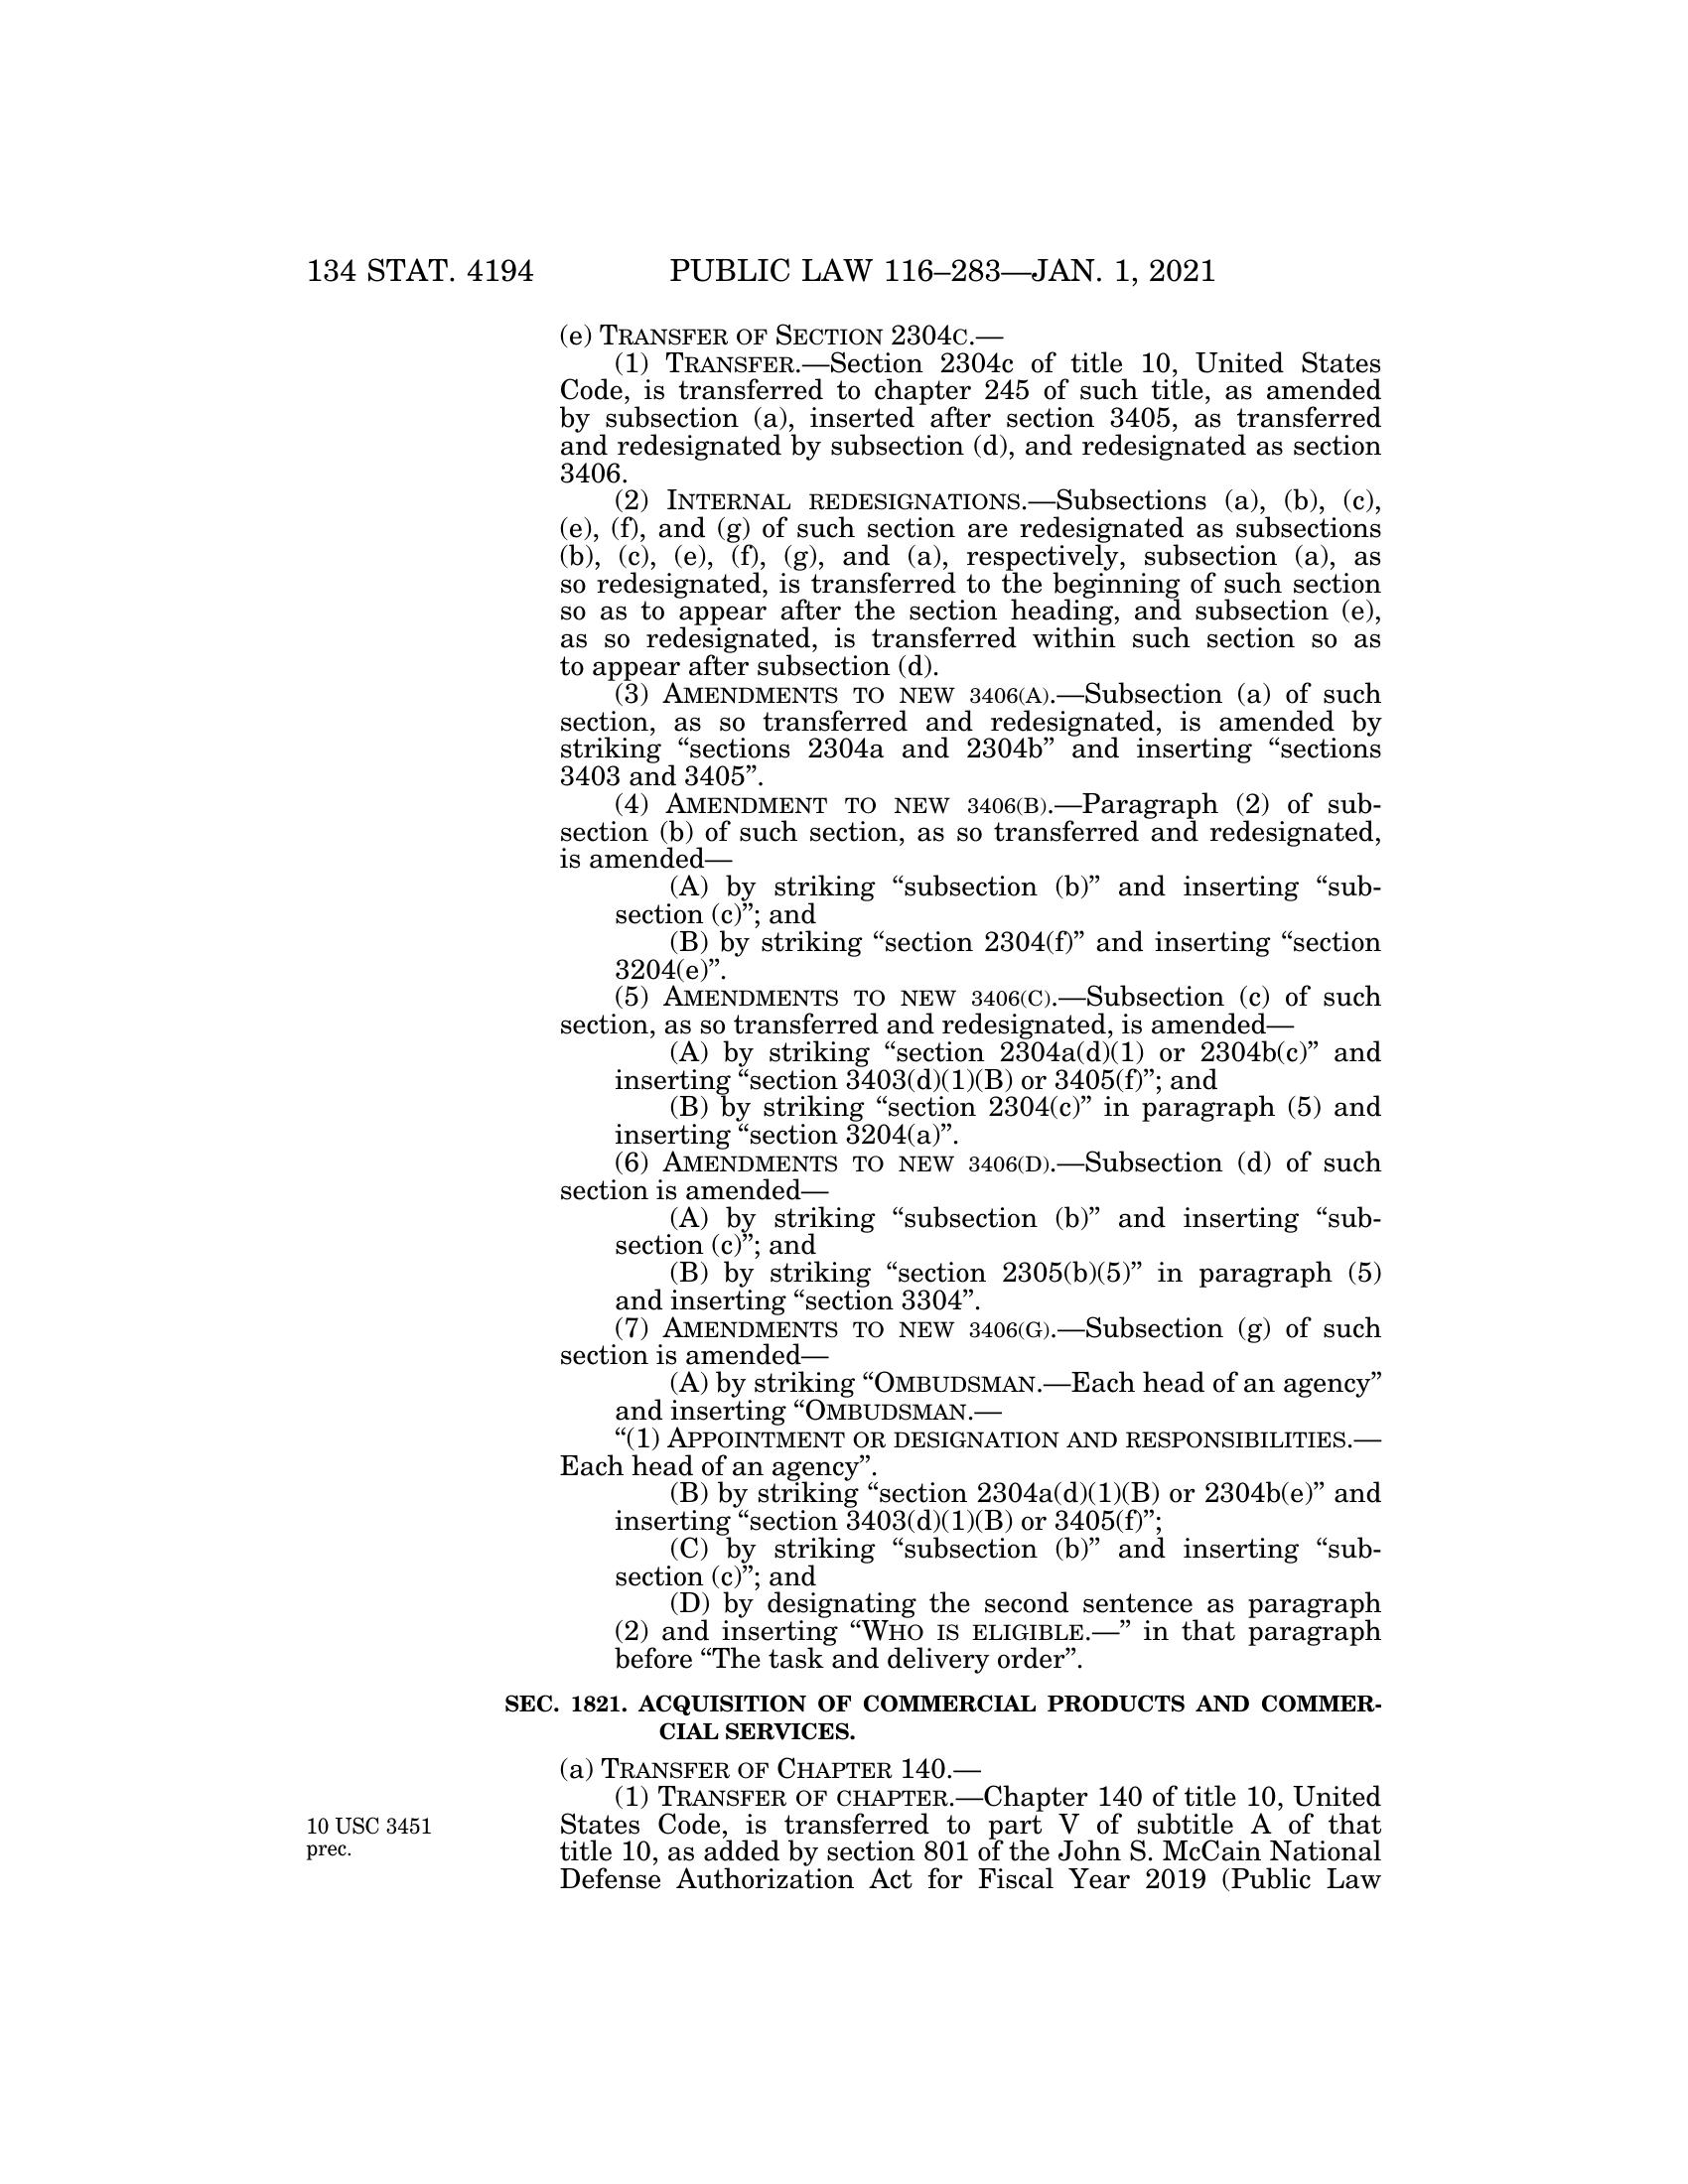 134 STAT. 4194 PUBLIC LAW 116–283—JAN. 1, 2021
(e) TRANSFER OF SECTION 2304C.—
(1) TRANSFER.—Section 2304c of title 10, United States
Code, is transferred to chapter 245 of such title, as amended
by subsection (a), inserted after section 3405, as transferred
and redesignated by subsection (d), and redesignated as section
3406.
(2) INTERNAL REDESIGNATIONS.—Subsections (a), (b), (c),
(e), (f), and (g) of such section are redesignated as subsections
(b), (c), (e), (f), (g), and (a), respectively, subsection (a), as
so redesignated, is transferred to the beginning of such section
so as to appear after the section heading, and subsection (e),
as so redesignated, is transferred within such section so as
to appear after subsection (d).
(3) AMENDMENTS TO NEW 3406(A).—Subsection (a) of such
section, as so transferred and redesignated, is amended by
striking “sections 2304a and 2304b” and inserting “sections
3403 and 3405”.
(4) AMENDMENT TO NEW 3406(B).—Paragraph (2) of sub-
section (b) of such section, as so transferred and redesignated,
is amended—
(A) by striking “subsection (b)” and inserting “sub-
section (c)”; and
(B) by striking “section 2304(f)” and inserting “section
3204(e)”.
(5) AMENDMENTS TO NEW 3406(C).—Subsection (c) of such
section, as so transferred and redesignated, is amended—
(A) by striking “section 2304a(d)(1) or 2304b(c)” and
inserting “section 3403(d)(1)(B) or 3405(f)”; and
(B) by striking “section 2304(c)” in paragraph (5) and
inserting “section 3204(a)”.
(6) AMENDMENTS TO NEW 3406(D).—Subsection (d) of such
section is amended—
(A) by striking “subsection (b)” and inserting “sub-
section (c)”; and
(B) by striking “section 2305(b)(5)” in paragraph (5)
and inserting “section 3304”.
(7) AMENDMENTS TO NEW 3406(G).—Subsection (g) of such
section is amended—
(A) by striking “OMBUDSMAN.—Each head of an agency”
and inserting “OMBUDSMAN.—
“(1) APPOINTMENT OR DESIGNATION AND RESPONSIBILITIES.—
Each head of an agency”.
(B) by striking “section 2304a(d)(1)(B) or 2304b(e)” and
inserting “section 3403(d)(1)(B) or 3405(f)”;
(C) by striking “subsection (b)” and inserting “sub-
section (c)”; and
(D) by designating the second sentence as paragraph
(2) and inserting “WHO IS ELIGIBLE.—” in that paragraph
before “The task and delivery order”.
SEC. 1821. ACQUISITION OF COMMERCIAL PRODUCTS AND COMMER-
CIAL SERVICES.
(a) TRANSFER OF CHAPTER 140.—
(1) TRANSFER OF CHAPTER.—Chapter 140 of title 10, United
States Code, is transferred to part V of subtitle A of that
title 10, as added by section 801 of the John S. McCain National
Defense Authorization Act for Fiscal Year 2019 (Public Law
10 USC 3451
prec.